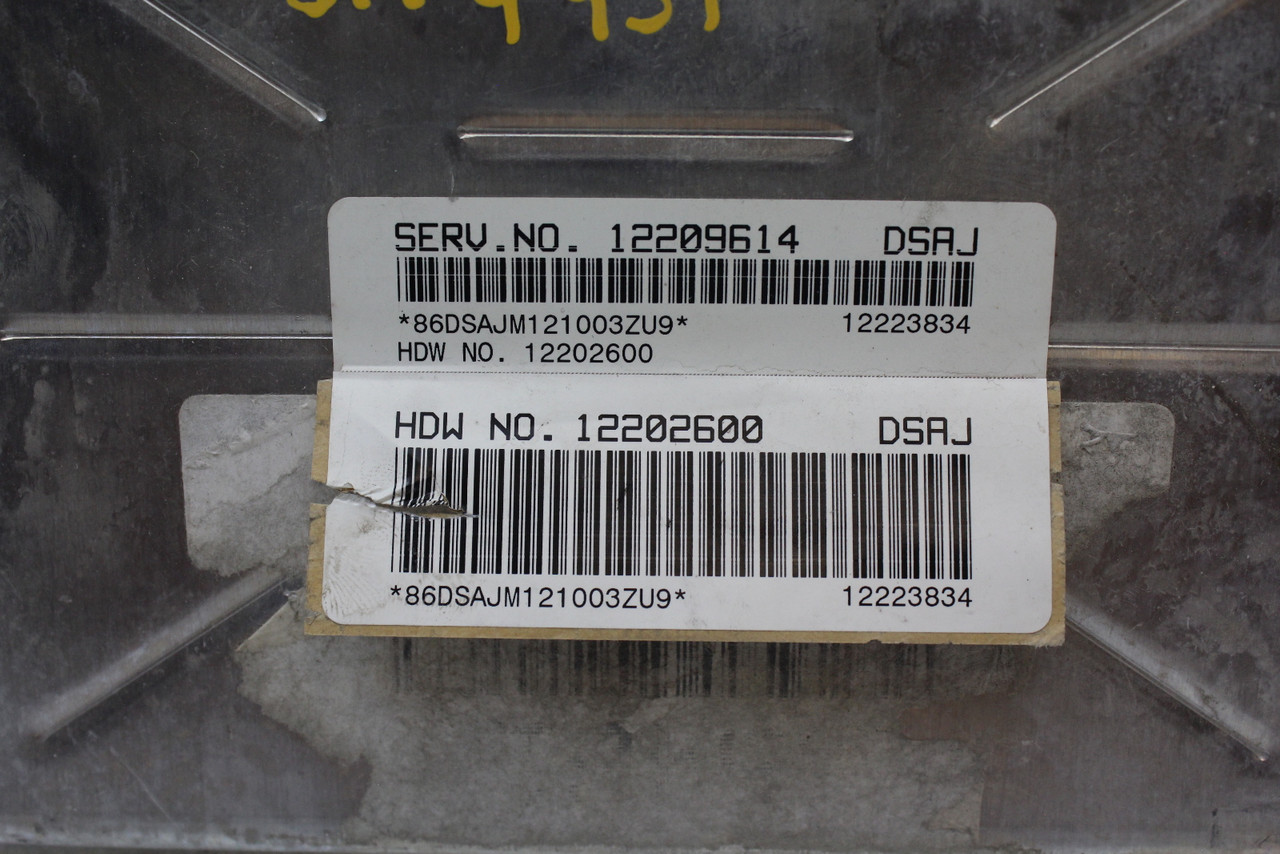 SERV.NO. 12209614 DSAJ
*86DSAJM121003ZU9* 12223834
HDW NO. 12202600
HDW NO. 12202600 DSAJ
*86DSAJM121003ZU9* 12223834